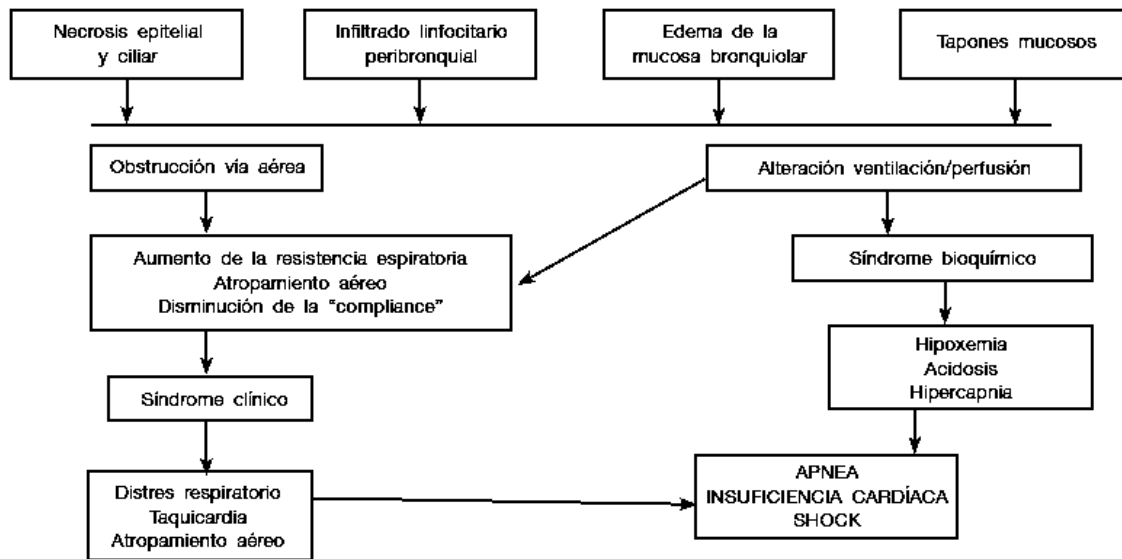 Necrosis epitelial
y ciliar
Infiltrado linfocitario
peribronquial
Edema de la
mucosa bronquiolar
Tapones mucosos
Obstrucción via aérea
Alteración ventilación/perfusión
Aumento de la resistencia espiratoria
Atropamiento aéreo
Disminución de la "compliance"
Síndrome bioquímico
Hipoxemia
Acidosis
Hipercapnia
Síndrome clínico
Distres respiratorio
Taquicardia
Atropamiento aéreo
APNEA
INSUFICIENCIA CARDÍACA
SHOCK